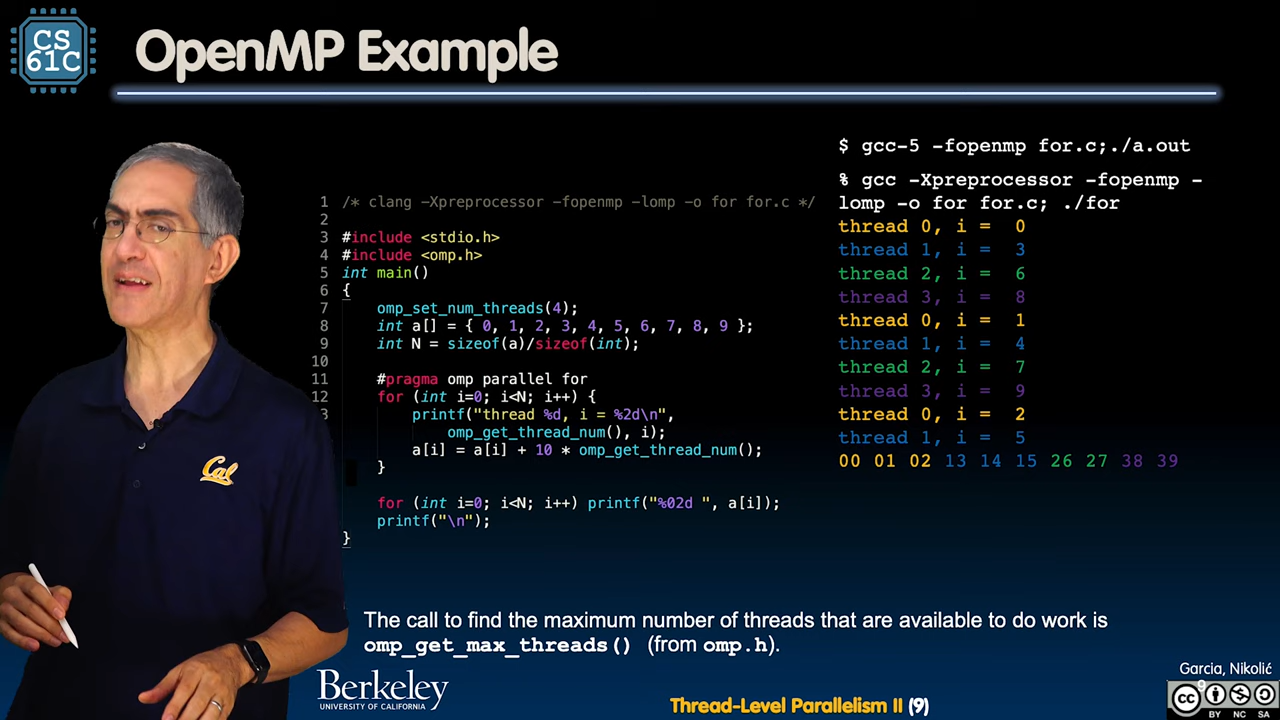 CS
61C
OpenMP Example
1 /* clang -Xpreprocessor -fopenmp -lomp -o for for.c */
2
3 #include <stdio.h>
4 #include <omp.h>
5 int main()
6 {
7 omp_set_num_threads(4);
8 int a[] = { 0, 1, 2, 3, 4, 5, 6, 7, 8, 9 };
9 int N = sizeof(a)/sizeof(int);
10
11 #pragma omp parallel for
12 for (int i=0; i<N; i++) {
3 printf("thread %d, i = %2d\n",
omp_get_thread_num(), i);
a[i] = a[i] + 10 * omp_get_thread_num();
}
for (int i=0; i<N; i++) printf("%02d ", a[i]);
printf("\n");
}
$ gcc-5 -fopenmp for.c;./a.out
% gcc -Xpreprocessor -fopenmp -
lomp -o for for.c; ./for
thread 0, i = 0
thread 1, i = 3
thread 2, i = 6
thread 3, i = 8
thread 0, i = 1
thread 1, i = 4
thread 2, i = 7
thread 3, i = 9
thread 0, i = 2
thread 1, i = 5
00 01 02 13 14 15 26 27 38 39
Cal
The call to find the maximum number of threads that are available to do work is
omp_get_max_threads() (from omp.h).
Berkeley
UNIVERSITY OF CALIFORNIA
Thread-Level Parallelism II (9)
Garcia, Nikolić
9
cc
BY NC SA